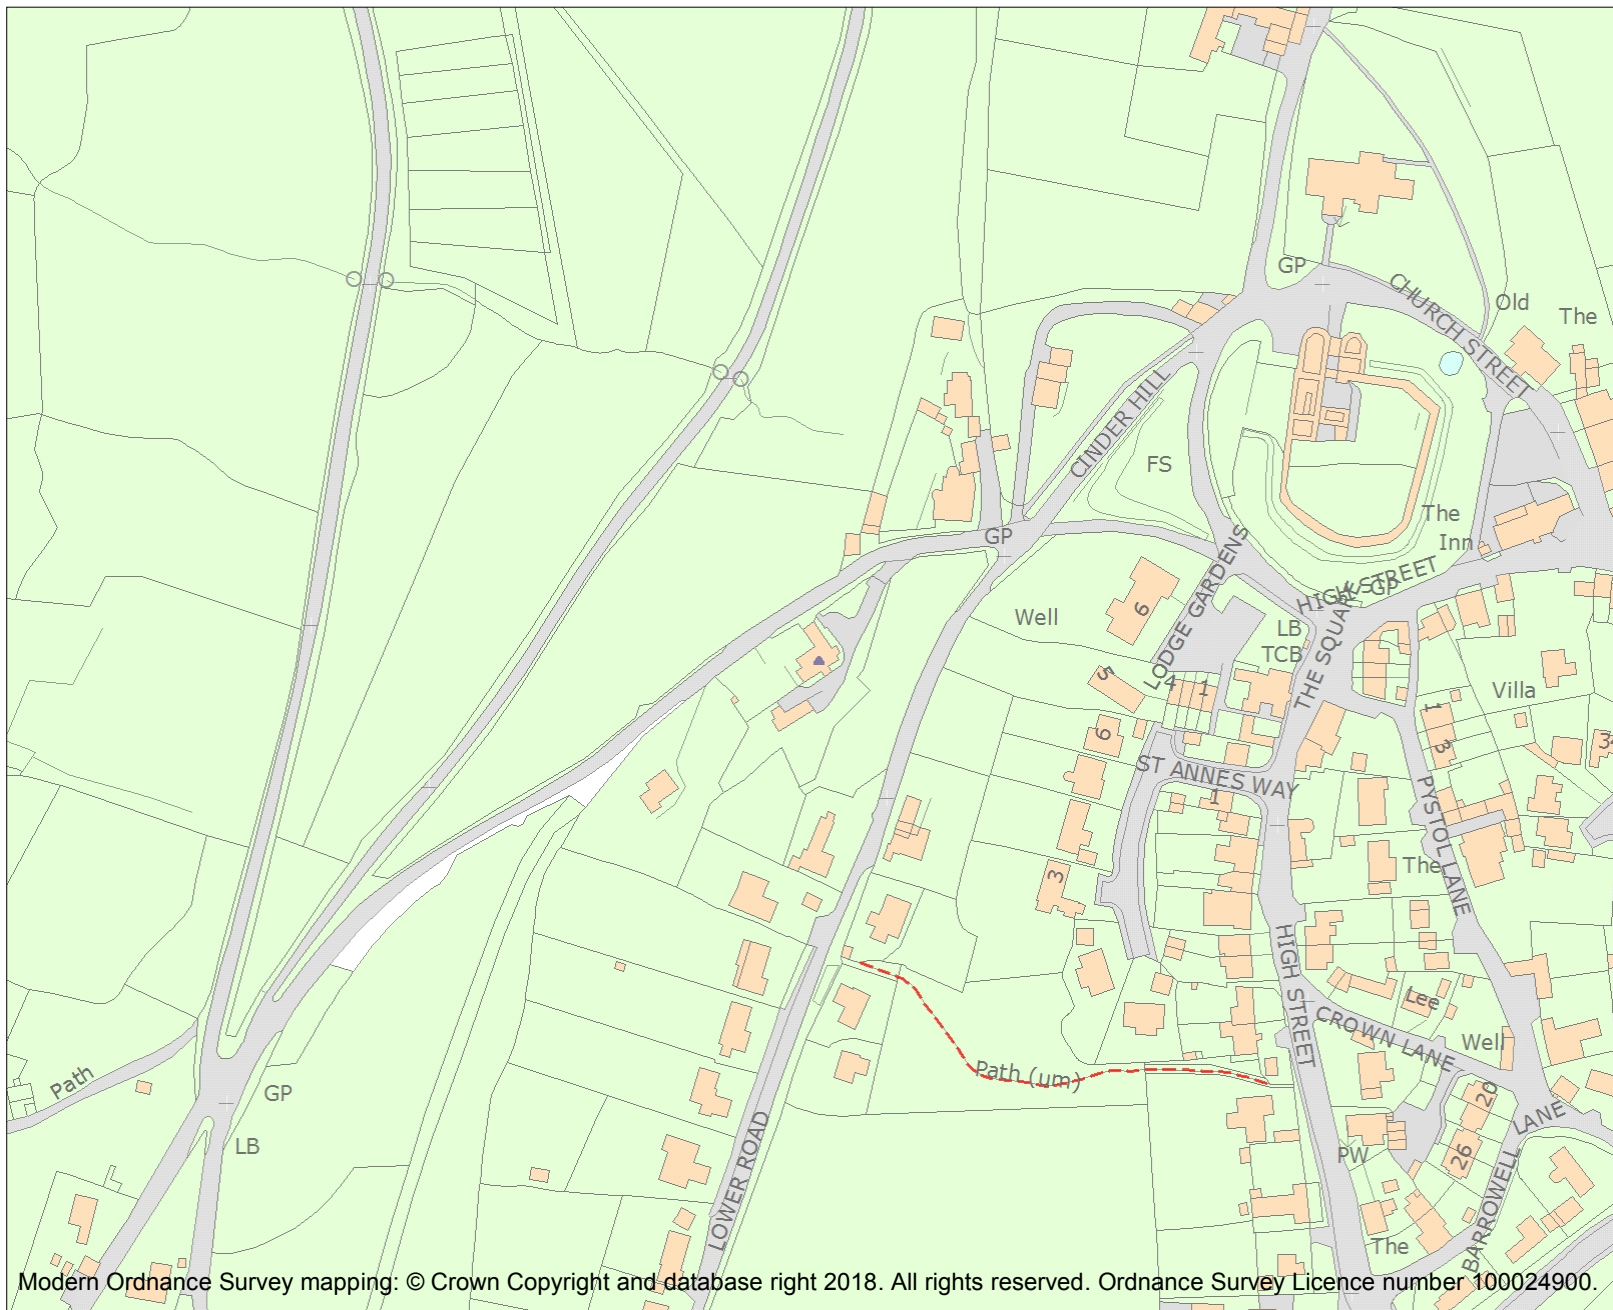 GP
CHURCH STREET
Old
The
CINDER HILL
FS
The
Inn
GP
HIGH STREET
GP
LODGE GARDENS
Well
6
LB
TCB
THE SQUARE
5
4
1
Villa
1
3
34
6
ST ANNES WAY
1
PYSTOL LANE
The
3
HIGH STREET
Lee
CROWN LANE
Well
Path
Path (um)
GP
LB
20
LANE
PW
26
LOWER ROAD
BARROWELL
The
Modern Ordnance Survey mapping: © Crown Copyright and database right 2018. All rights reserved. Ordnance Survey Licence number 100024900.